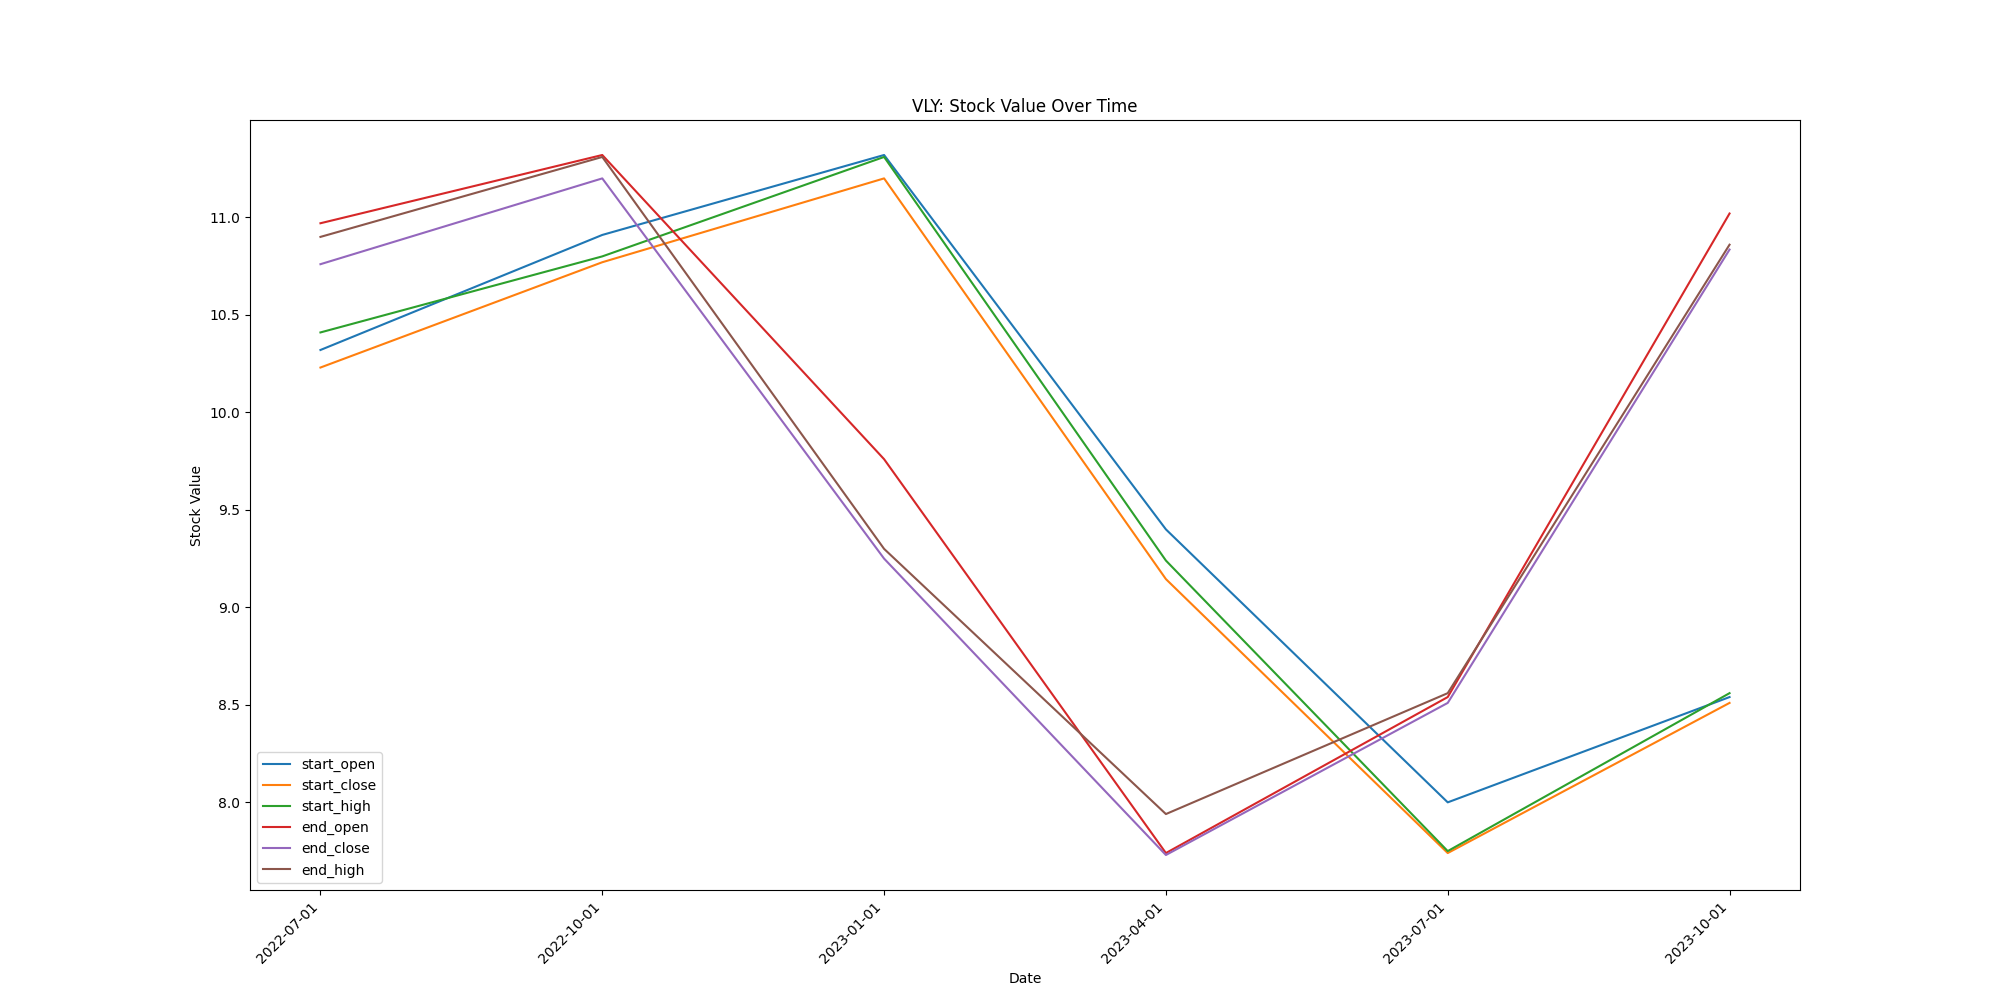 VLY: Stock Value Over Time
Stock Value
11.0
10.5
10.0
9.5
9.0
8.5
8.0
start_open
start_close
start_high
end_open
end_close
end_high
2022-07-01
2022-10-01
2023-01-01
2023-04-01
2023-07-01
2023-10-01
Date